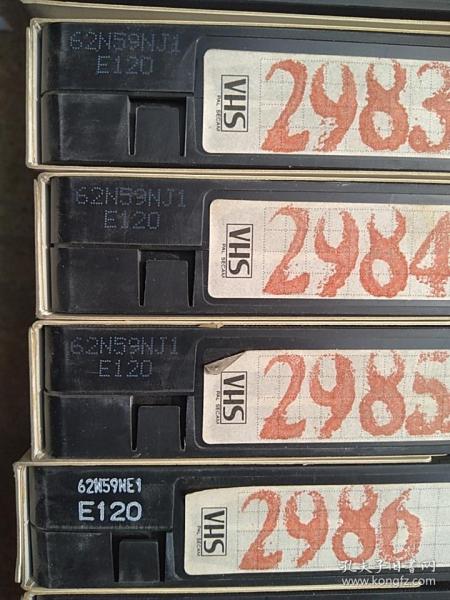 62N59NJ1
E120
VHS
PAL SECAM
2983
62N59NJ1
E120
VHS
PAL SECAM
2984
62N59NJ1
E120
VHS
PAL SECAM
2985
62N59NE1
E120
VHS
PAL SECAM
2986
孔夫子旧书网
www.kongfz.com